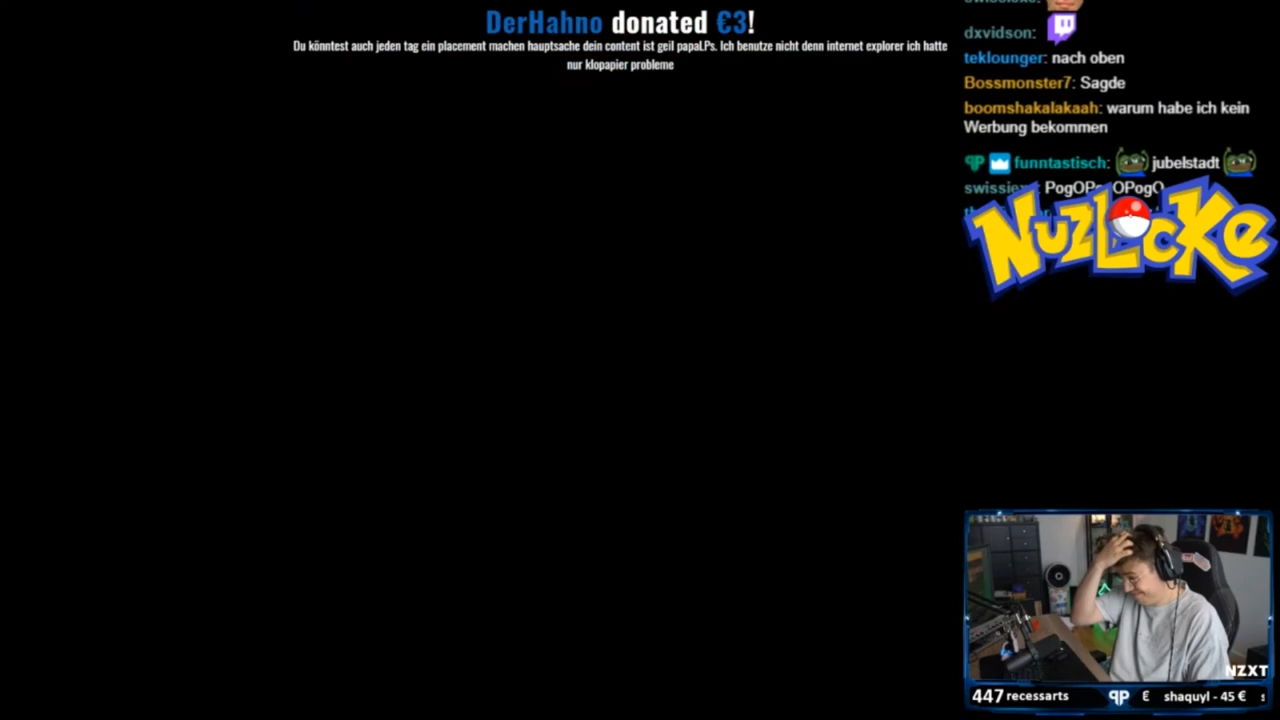 DerHahno donated €3!
Du könntest auch jeden tag ein placement machen hauptsache dein content ist geil papaLPs. Ich benutze nicht denn internet explorer ich hatte
nur klopapier probleme
dxvidson:
teklounger: nach oben
Bossmonster7: Sagde
boomshakalakaah: warum habe ich kein
Werbung bekommen
funntastisch: jubelstadt
NUZLOCKE
NZXT
447 recessarts
€ shaquyl - 45 €